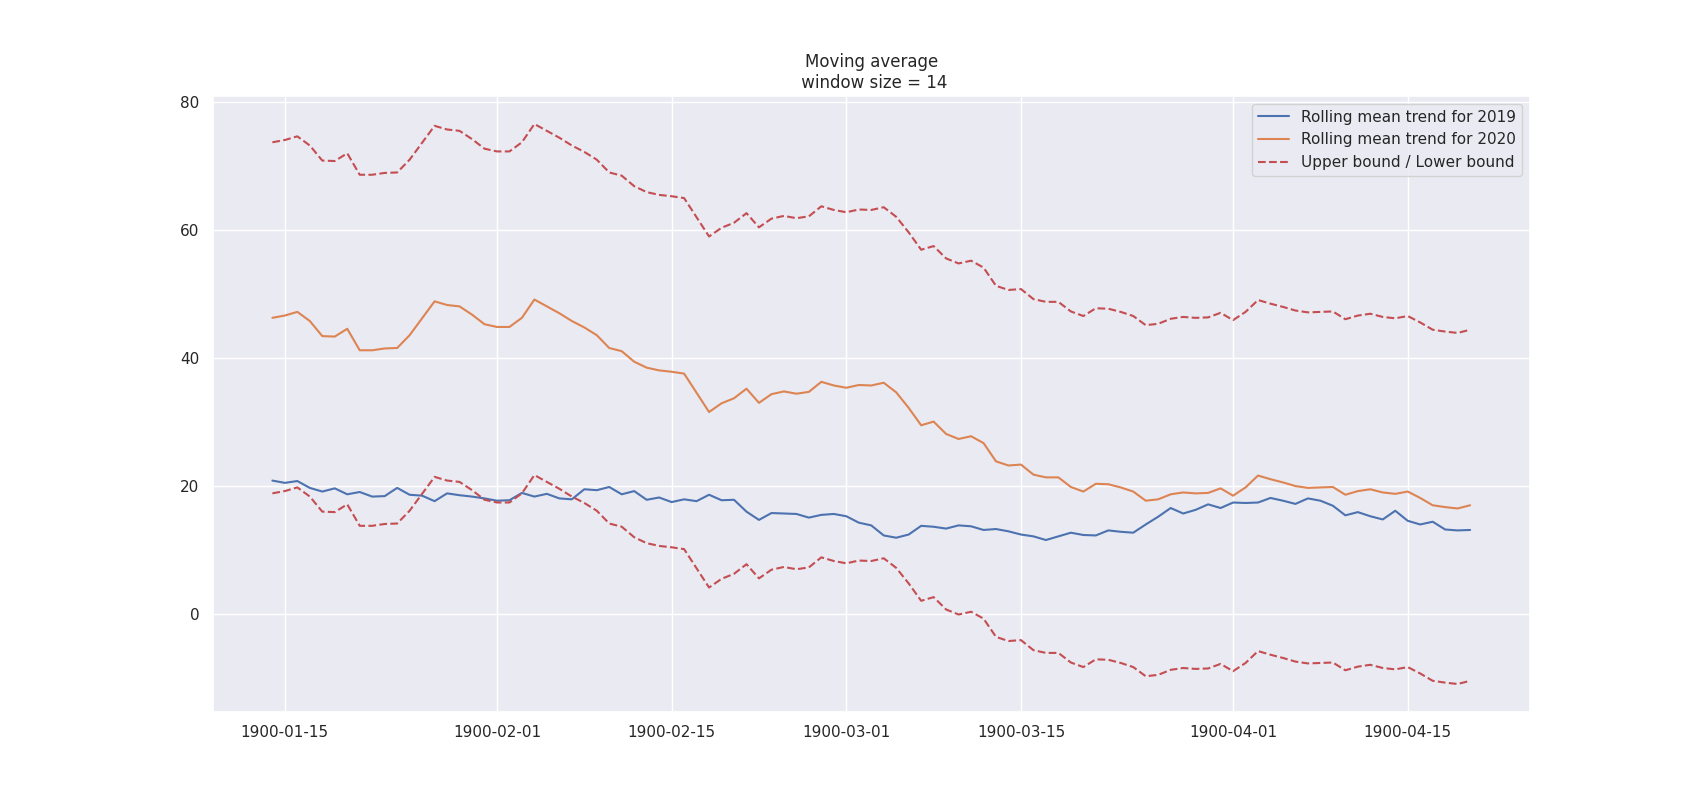 Moving average
window size = 14
80
60
40
20
0
Rolling mean trend for 2019
Rolling mean trend for 2020
Upper bound / Lower bound
1900-01-15
1900-02-01
1900-02-15
1900-03-01
1900-03-15
1900-04-01
1900-04-15